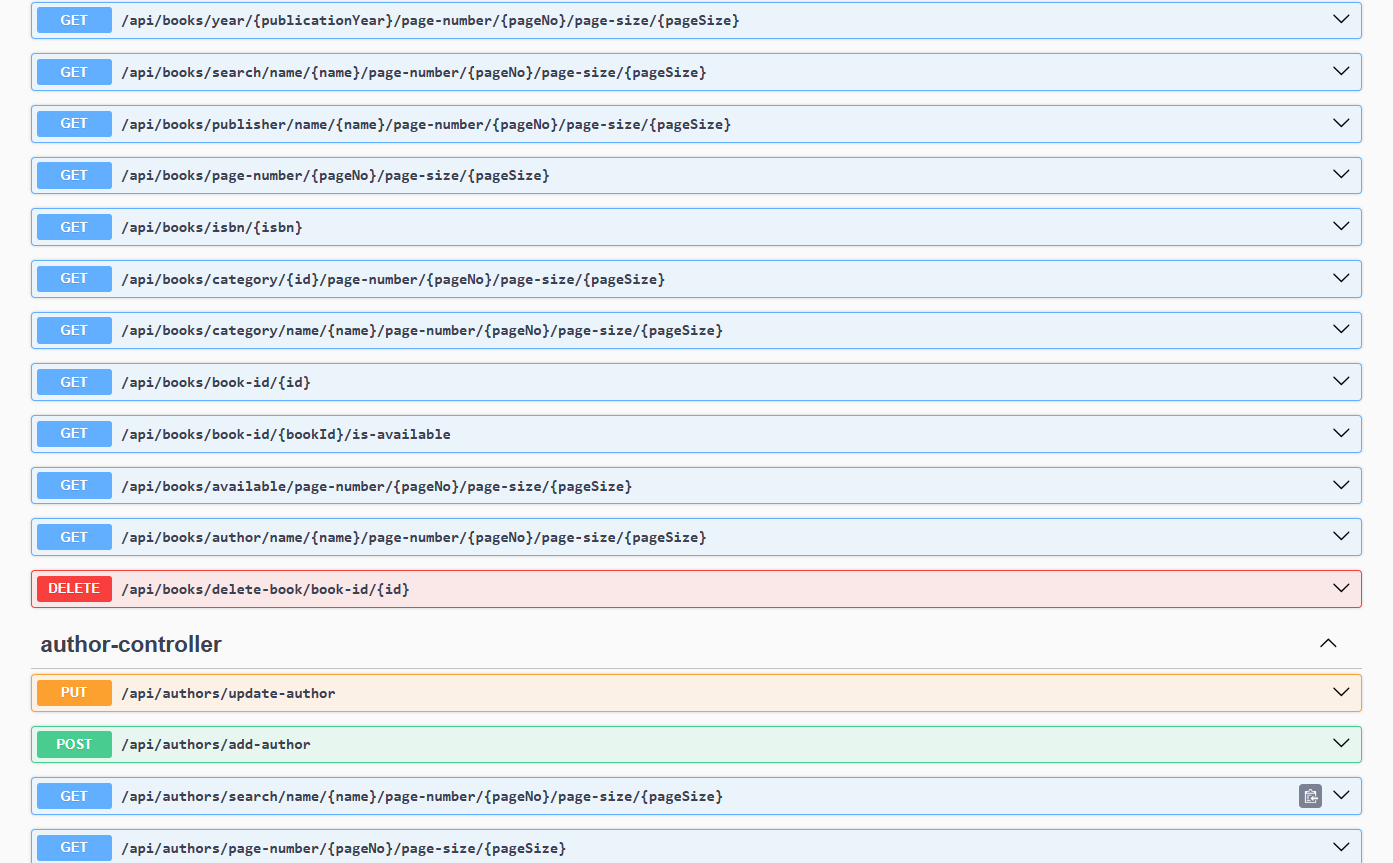 GET /api/books/year/{publicationYear}/page-number/{pageNo}/page-size/{pageSize}
GET /api/books/search/name/{name}/page-number/{pageNo}/page-size/{pageSize}
GET /api/books/publisher/name/{name}/page-number/{pageNo}/page-size/{pageSize}
GET /api/books/page-number/{pageNo}/page-size/{pageSize}
GET /api/books/isbn/{isbn}
GET /api/books/category/{id}/page-number/{pageNo}/page-size/{pageSize}
GET /api/books/category/name/{name}/page-number/{pageNo}/page-size/{pageSize}
GET /api/books/book-id/{id}
GET /api/books/book-id/{bookId}/is-available
GET /api/books/available/page-number/{pageNo}/page-size/{pageSize}
GET /api/books/author/name/{name}/page-number/{pageNo}/page-size/{pageSize}
DELETE /api/books/delete-book/book-id/{id}
author-controller
PUT /api/authors/update-author
POST /api/authors/add-author
GET /api/authors/search/name/{name}/page-number/{pageNo}/page-size/{pageSize}
GET /api/authors/page-number/{pageNo}/page-size/{pageSize}